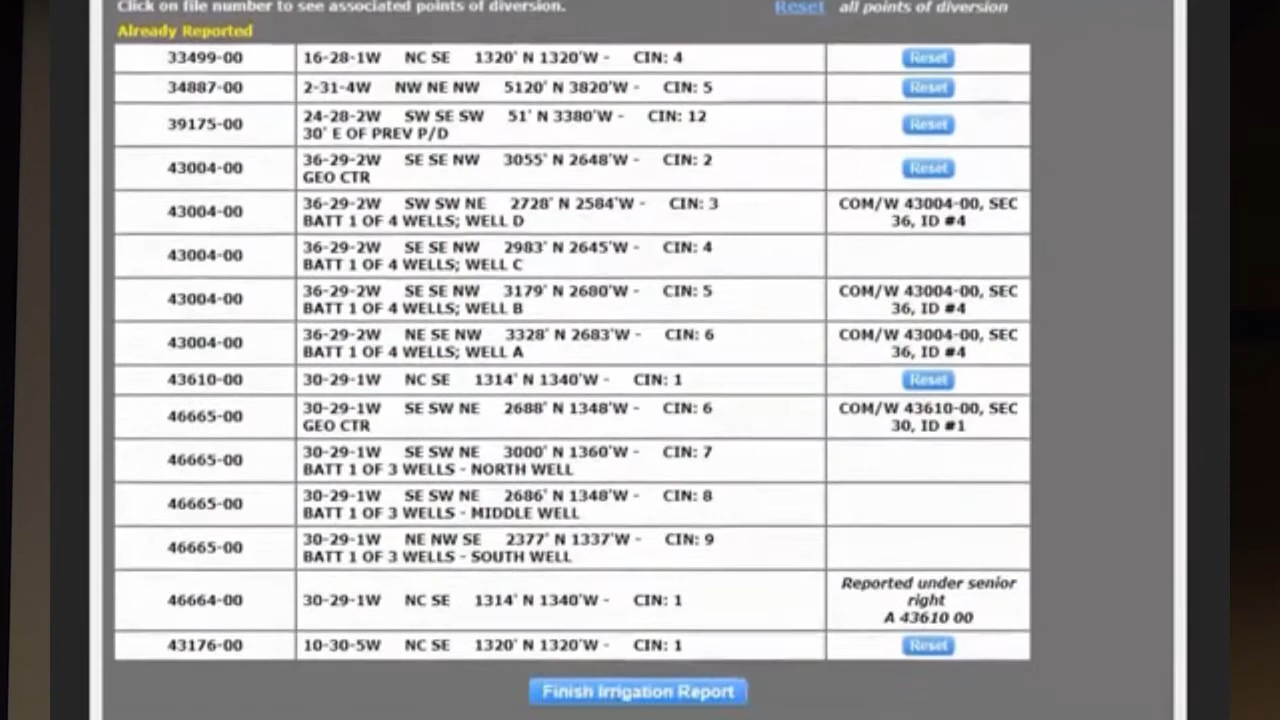 Click on file number to see associated points of diversion.
Reset all points of diversion
Already Reported
33499-00 16-28-1W NC SE 1320' N 1320'W - CIN: 4 Reset
34887-00 2-31-4W NW NE NW 5120' N 3820'W - CIN: 5 Reset
39175-00 24-28-2W SW SE SW 51' N 3380'W - CIN: 12 Reset
30' E OF PREV P/D
43004-00 36-29-2W SE SE NW 3055' N 2648'W - CIN: 2 Reset
GEO CTR
43004-00 36-29-2W SW SW NE 2728' N 2584'W - CIN: 3 COM/W 43004-00, SEC
BATT 1 OF 4 WELLS; WELL D 36, ID #4
43004-00 36-29-2W SE SE NW 2983' N 2645'W - CIN: 4
BATT 1 OF 4 WELLS; WELL C
43004-00 36-29-2W SE SE NW 3179' N 2680'W - CIN: 5 COM/W 43004-00, SEC
BATT 1 OF 4 WELLS; WELL B 36, ID #4
43004-00 36-29-2W NE SE NW 3328' N 2683'W - CIN: 6 COM/W 43004-00, SEC
BATT 1 OF 4 WELLS; WELL A 36, ID #4
43610-00 30-29-1W NC SE 1314' N 1340'W - CIN: 1 Reset
46665-00 30-29-1W SE SW NE 2688' N 1348'W - CIN: 6 COM/W 43610-00, SEC
GEO CTR 30, ID #1
46665-00 30-29-1W SE SW NE 3000' N 1360'W - CIN: 7
BATT 1 OF 3 WELLS - NORTH WELL
46665-00 30-29-1W SE SW NE 2686' N 1348'W - CIN: 8
BATT 1 OF 3 WELLS - MIDDLE WELL
46665-00 30-29-1W NE NW SE 2377' N 1337'W - CIN: 9
BATT 1 OF 3 WELLS - SOUTH WELL
46664-00 30-29-1W NC SE 1314' N 1340'W - CIN: 1 Reported under senior
right
A 43610 00
43176-00 10-30-5W NC SE 1320' N 1320'W - CIN: 1 Reset
Finish Irrigation Report